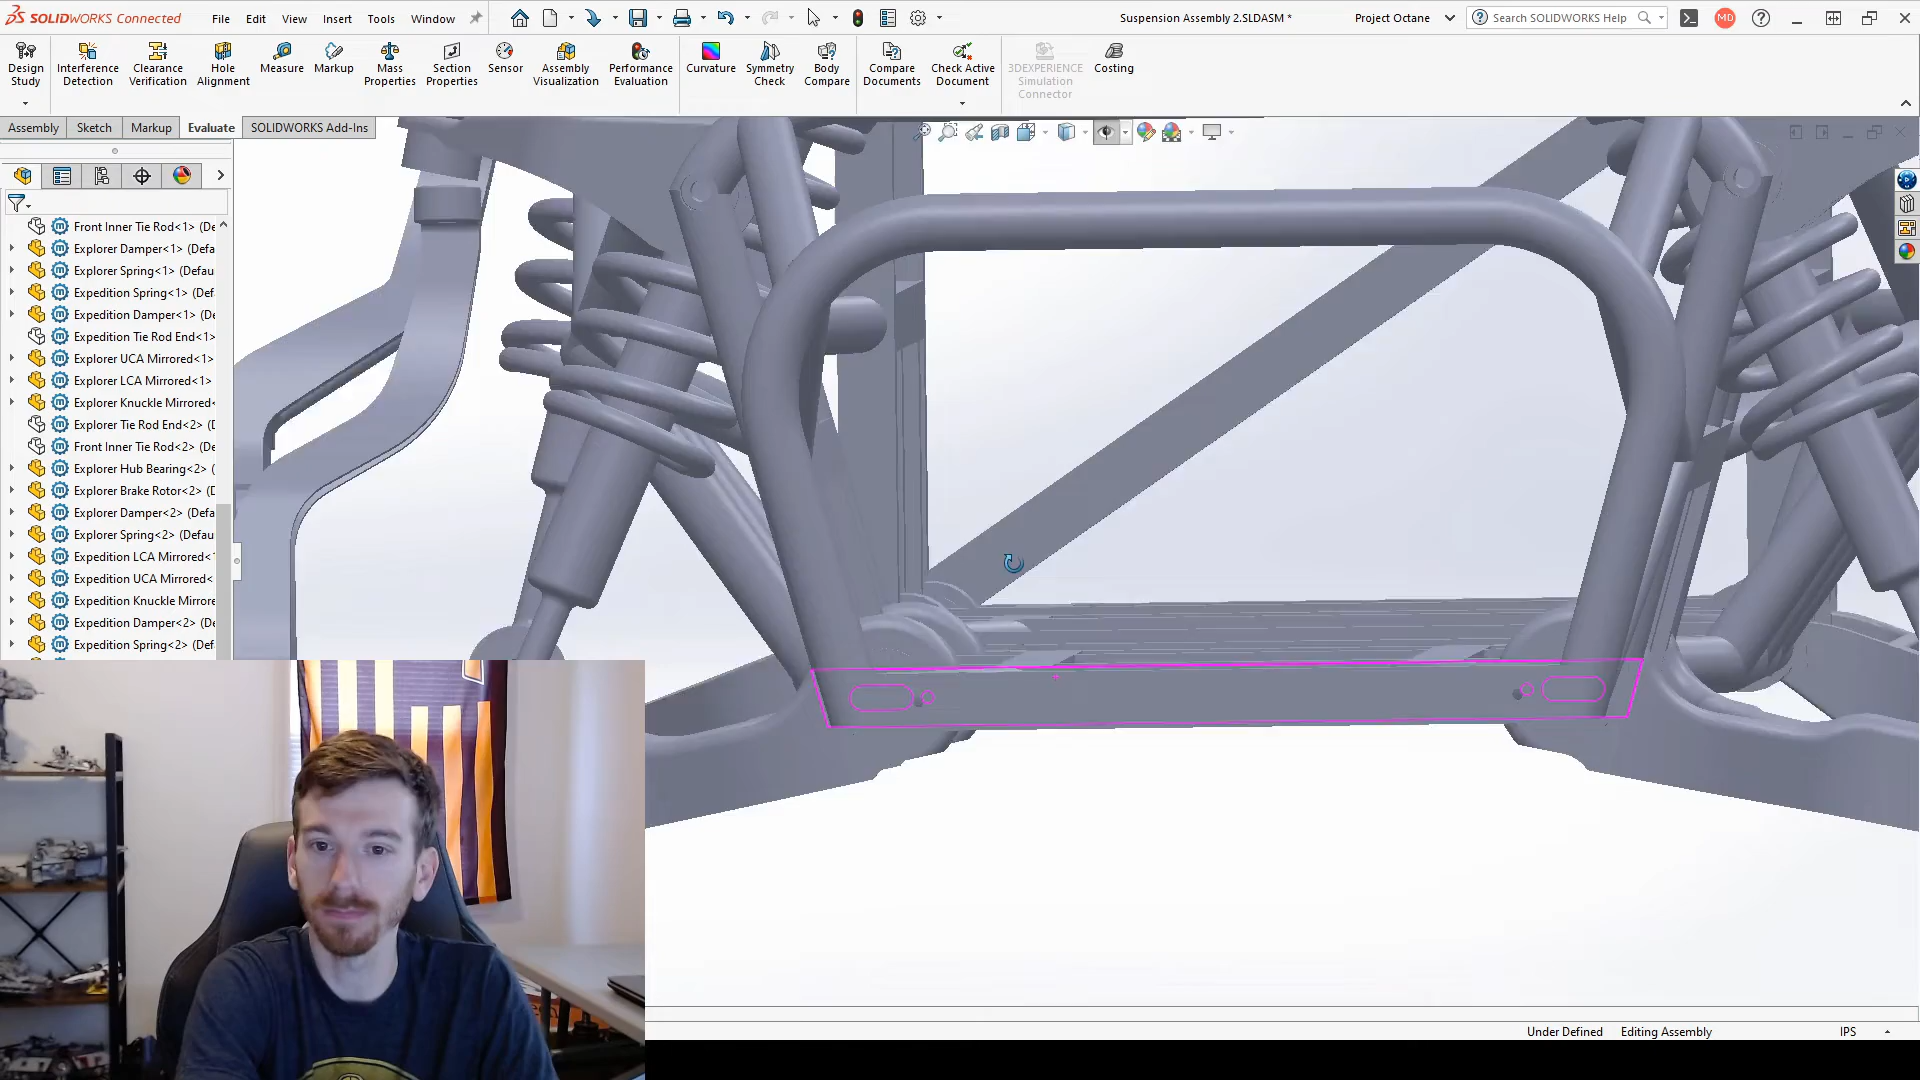 SOLIDWORKS Connected
File Edit View Insert Tools Window
Suspension Assembly 2.SLDASM *
Project Octane
Search SOLIDWORKS Help
MD
Design Study
Interference Detection
Clearance Verification
Hole Alignment
Measure
Markup
Mass Properties
Section Properties
Sensor
Assembly Visualization
Performance Evaluation
Curvature
Symmetry Check
Body Compare
Compare Documents
Check Active Document
3DEXPERIENCE Simulation Connector
Costing
Assembly Sketch Markup Evaluate SOLIDWORKS Add-Ins
Front Inner Tie Rod<1> (De
Explorer Damper<1> (Defa
Explorer Spring<1> (Defau
Expedition Spring<1> (Def
Expedition Damper<1> (De
Expedition Tie Rod End<1>
Explorer UCA Mirrored<1>
Explorer LCA Mirrored<1>
Explorer Knuckle Mirrored<
Explorer Tie Rod End<2> (D
Front Inner Tie Rod<2> (De
Explorer Hub Bearing<2> (
Explorer Brake Rotor<2> (D
Explorer Damper<2> (Defa
Explorer Spring<2> (Defau
Expedition LCA Mirrored<1
Expedition UCA Mirrored<
Expedition Knuckle Mirrore
Expedition Damper<2> (De
Expedition Spring<2> (Def
Under Defined Editing Assembly IPS